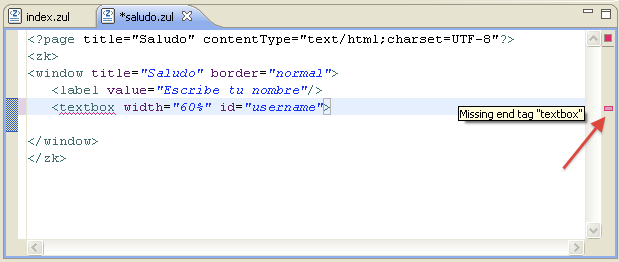 index.zul
*saludo.zul
<?page title="Saludo" contentType="text/html;charset=UTF-8"?>
<zk>
<window title="Saludo" border="normal">
<label value="Escribe tu nombre"/>
<textbox width="60%" id="username">
Missing end tag "textbox"
</window>
</zk>